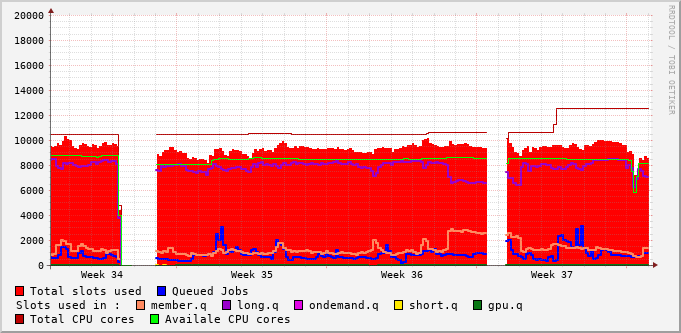 20000
18000
16000
14000
12000
10000
8000
6000
4000
2000
0
Week 34 Week 35 Week 36 Week 37
RRDTOOL / TOBI OETIKER
Total slots used Queued Jobs
Slots used in : member.q long.q ondemand.q short.q gpu.q
Total CPU cores Availale CPU cores